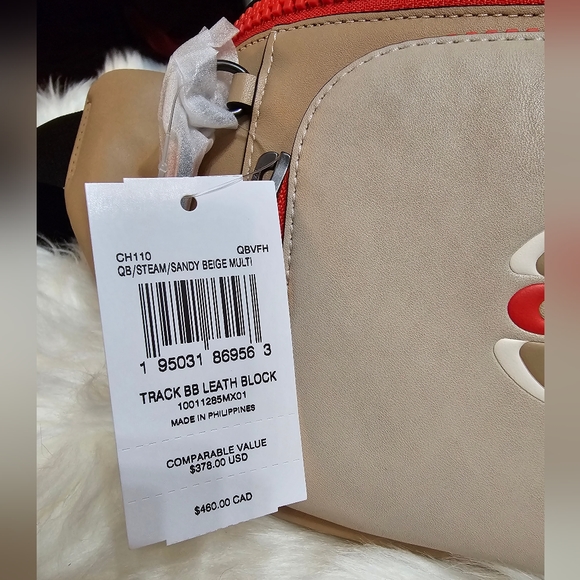 CH110 QBVFH
QB/STEAM/SANDY BEIGE MULTI
1 95031 86956 3
TRACK BB LEATH BLOCK
10011285MX01
MADE IN PHILIPPINES
COMPARABLE VALUE
$378.00 USD
$460.00 CAD